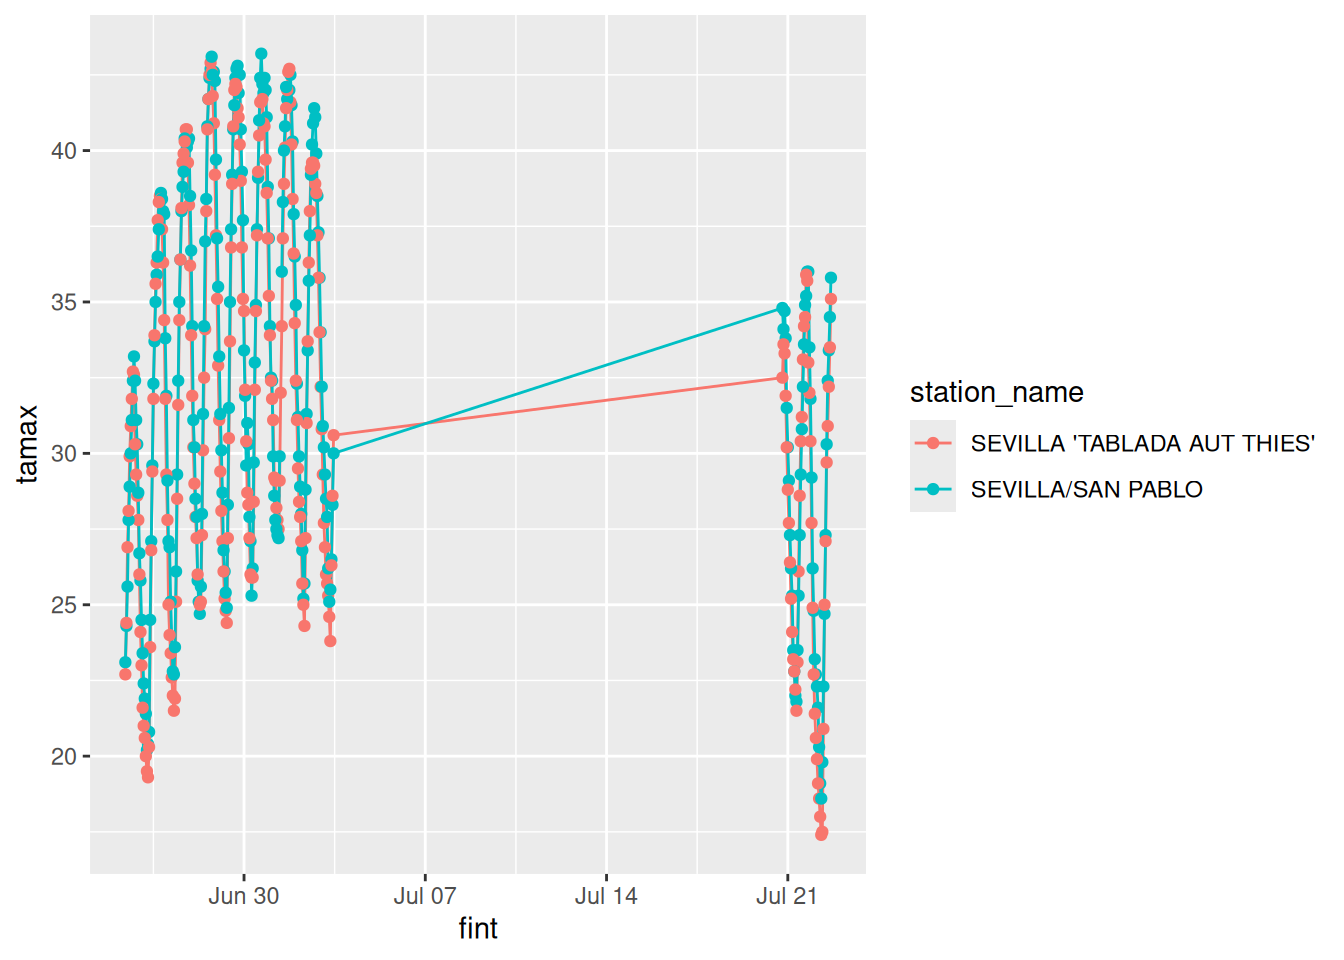 40
35
30
25
20
tamax
Jun 30
Jul 07
Jul 14
Jul 21
fint
station_name
SEVILLA 'TABLADA AUT THIES'
SEVILLA/SAN PABLO